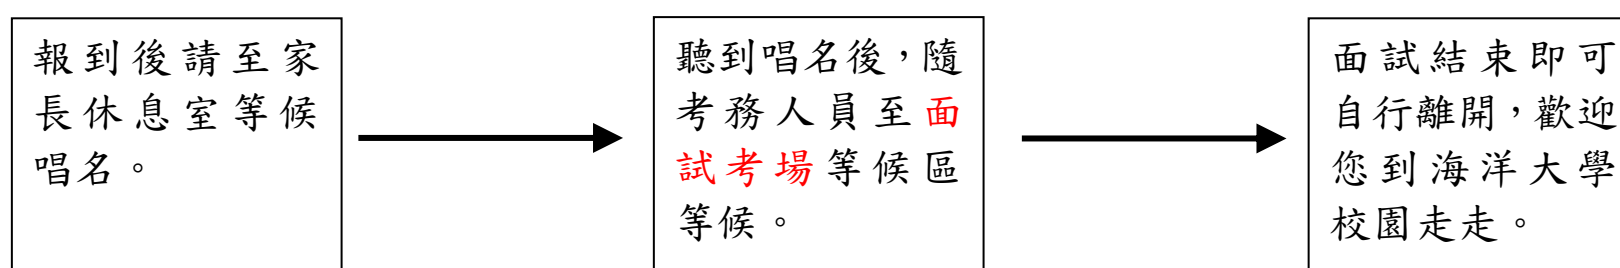 報到後請至家
長休息室等候
唱名。
聽到唱名後，隨
考務人員至面
試考場等候區
等候。
面試結束即可
自行離開，歡迎
您到海洋大學
校園走走。